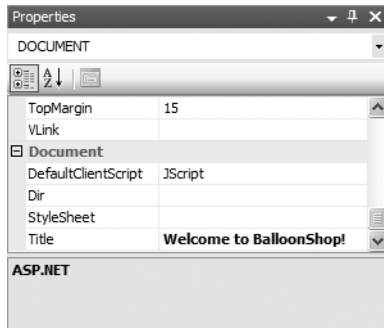 Properties
DOCUMENT
TopMargin 15
VLink
Document
DefaultClientScript JScript
Dir
StyleSheet
Title Welcome to BalloonShop!
ASP.NET